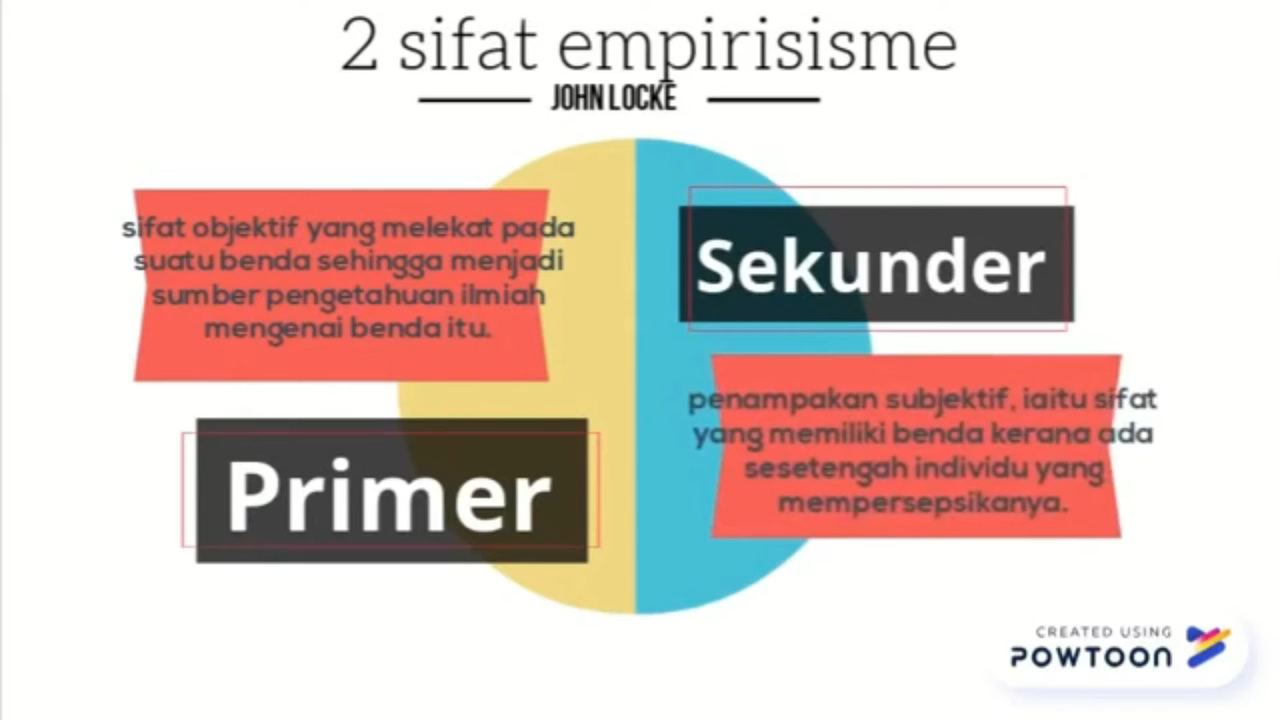 2 sifat empirisisme
JOHN LOCKE
sifat objektif yang melekat pada
suatu benda sehingga menjadi
sumber pengetahuan ilmiah
mengenai benda itu.
Primer
Sekunder
penampakan subjektif, iaitu sifat
yang memiliki benda kerana ada
sesetengah individu yang
mempersepsikanya.
CREATED USING
POWTOON